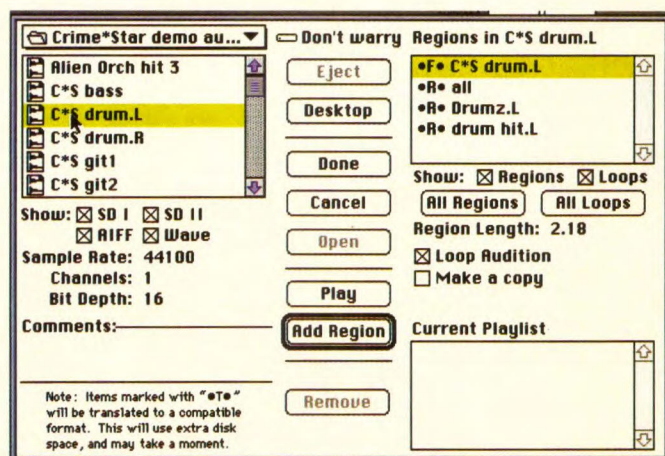 Crime*Star demo au...
Alien Orch hit 3
C*S bass
C*S drum.L
C*S drum.R
C*S git1
C*S git2
Show: SD I SD II
AIFF Wave
Sample Rate: 44100
Channels: 1
Bit Depth: 16
Comments:
Note: Items marked with "●T●"
will be translated to a compatible
format. This will use extra disk
space, and may take a moment.
Don't warry
Eject
Desktop
Done
Cancel
Open
Play
Add Region
Remove
Regions in C*S drum.L
●F● C*S drum.L
●R● all
●R● Drumz.L
●R● drum hit.L
Show: Regions Loops
All Regions All Loops
Region Length: 2.18
Loop Audition
Make a copy
Current Playlist